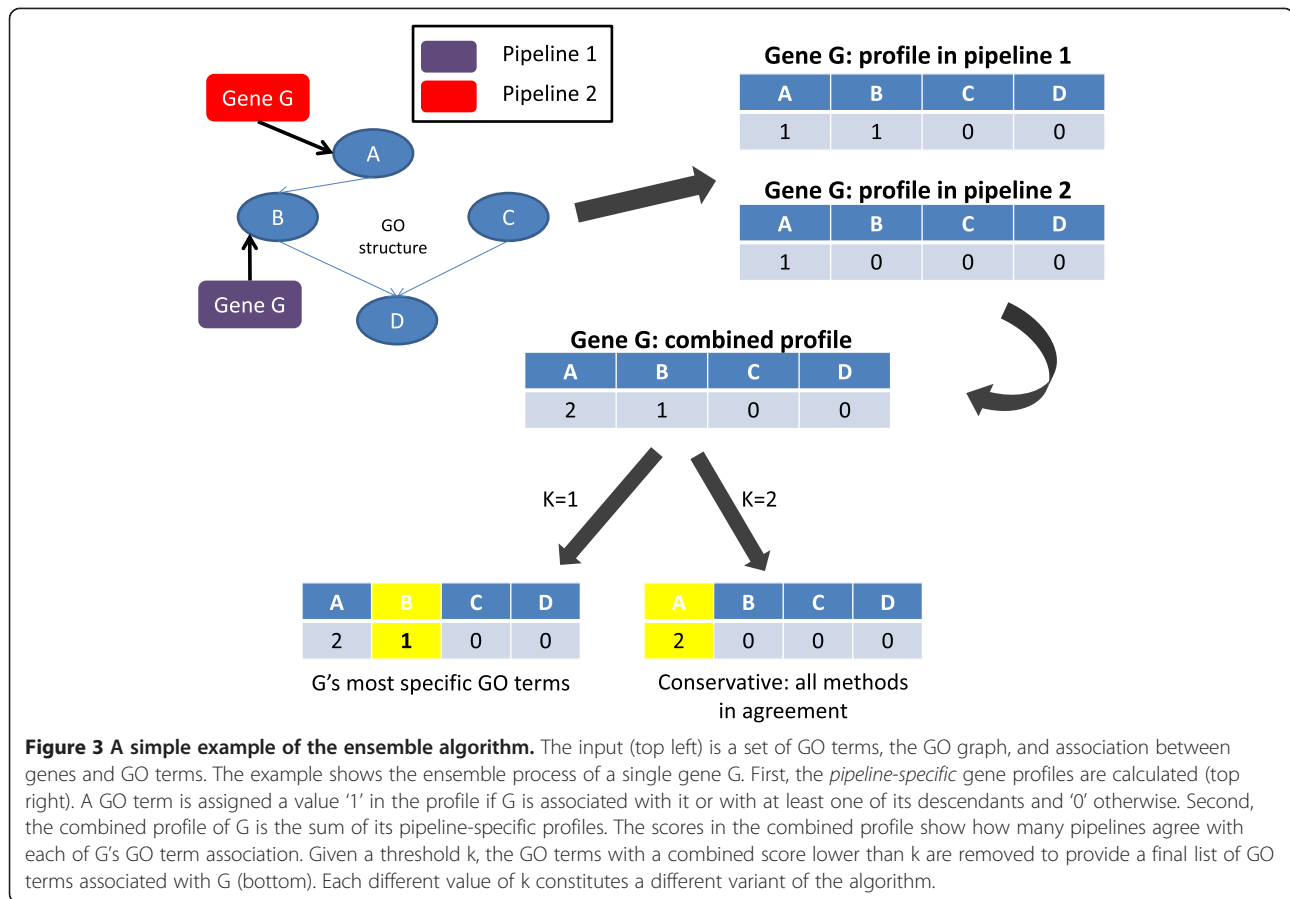 Pipeline 1
Pipeline 2
Gene G
A
B
C
GO
structure
Gene G
D
Gene G: profile in pipeline 1
A B C D
1 1 0 0
Gene G: profile in pipeline 2
A B C D
1 0 0 0
Gene G: combined profile
A B C D
2 1 0 0
K=1
K=2
A B C D
2 1 0 0
G's most specific GO terms
A B C D
2 0 0 0
Conservative: all methods
in agreement
Figure 3 A simple example of the ensemble algorithm. The input (top left) is a set of GO terms, the GO graph, and association between
genes and GO terms. The example shows the ensemble process of a single gene G. First, the pipeline-specific gene profiles are calculated (top
right). A GO term is assigned a value ‘1’ in the profile if G is associated with it or with at least one of its descendants and ‘0’ otherwise. Second,
the combined profile of G is the sum of its pipeline-specific profiles. The scores in the combined profile show how many pipelines agree with
each of G’s GO term association. Given a threshold k, the GO terms with a combined score lower than k are removed to provide a final list of GO
terms associated with G (bottom). Each different value of k constitutes a different variant of the algorithm.